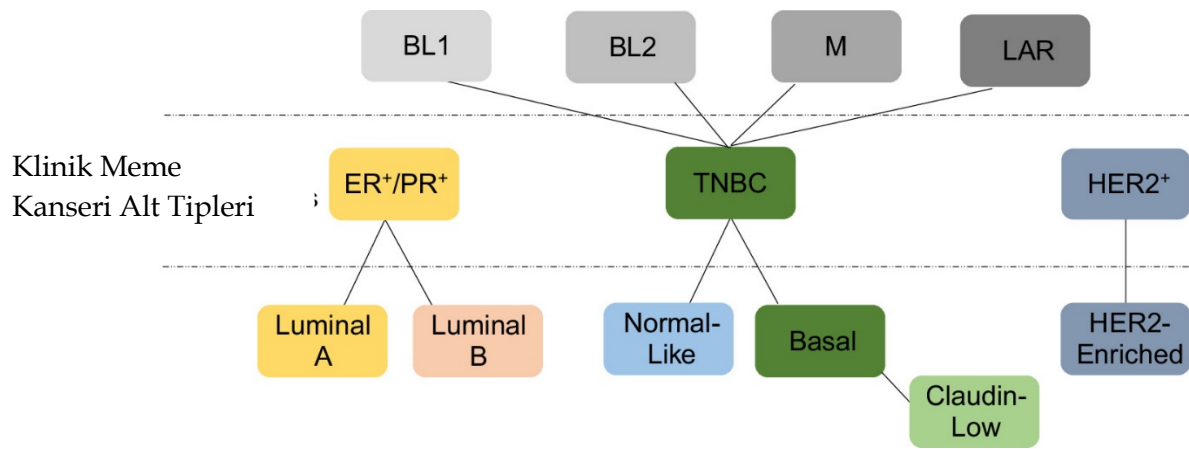 BL1
BL2
M
LAR
Klinik Meme
Kanseri Alt Tipleri
s
ER⁺/PR⁺
TNBC
HER2⁺
Luminal
A
Luminal
B
Normal-
Like
Basal
HER2-
Enriched
Claudin-
Low